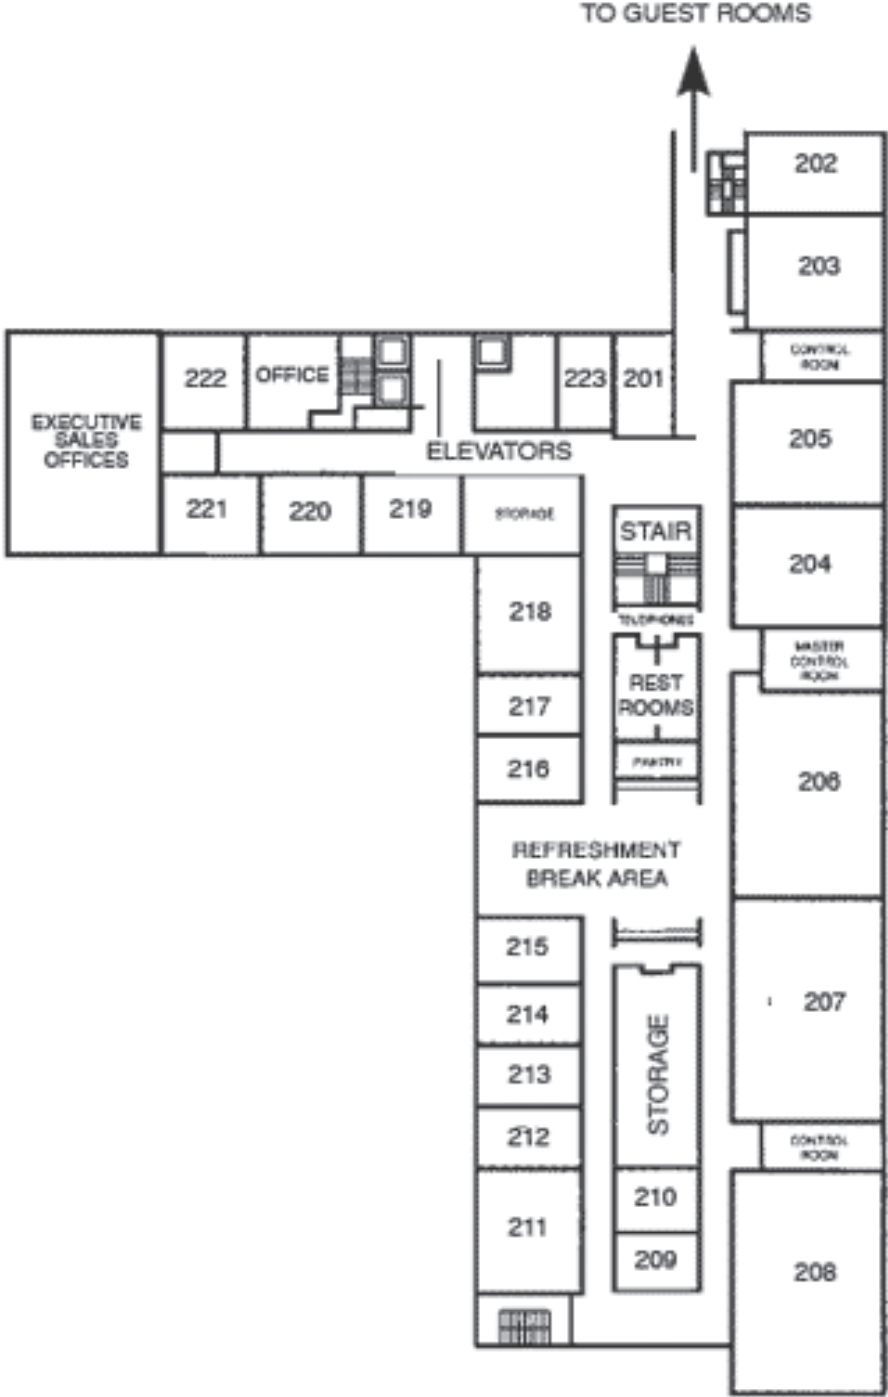 TO GUEST ROOMS
202
203
CONTROL
ROOM
222
OFFICE
223
201
EXECUTIVE
SALES
OFFICES
205
ELEVATORS
221
220
219
STORAGE
STAIR
204
218
TELEPHONES
MASTER
CONTROL
ROOM
REST
ROOMS
217
PANTRY
216
206
REFRESHMENT
BREAK AREA
215
207
214
STORAGE
213
212
CONTROL
ROOM
210
211
209
208